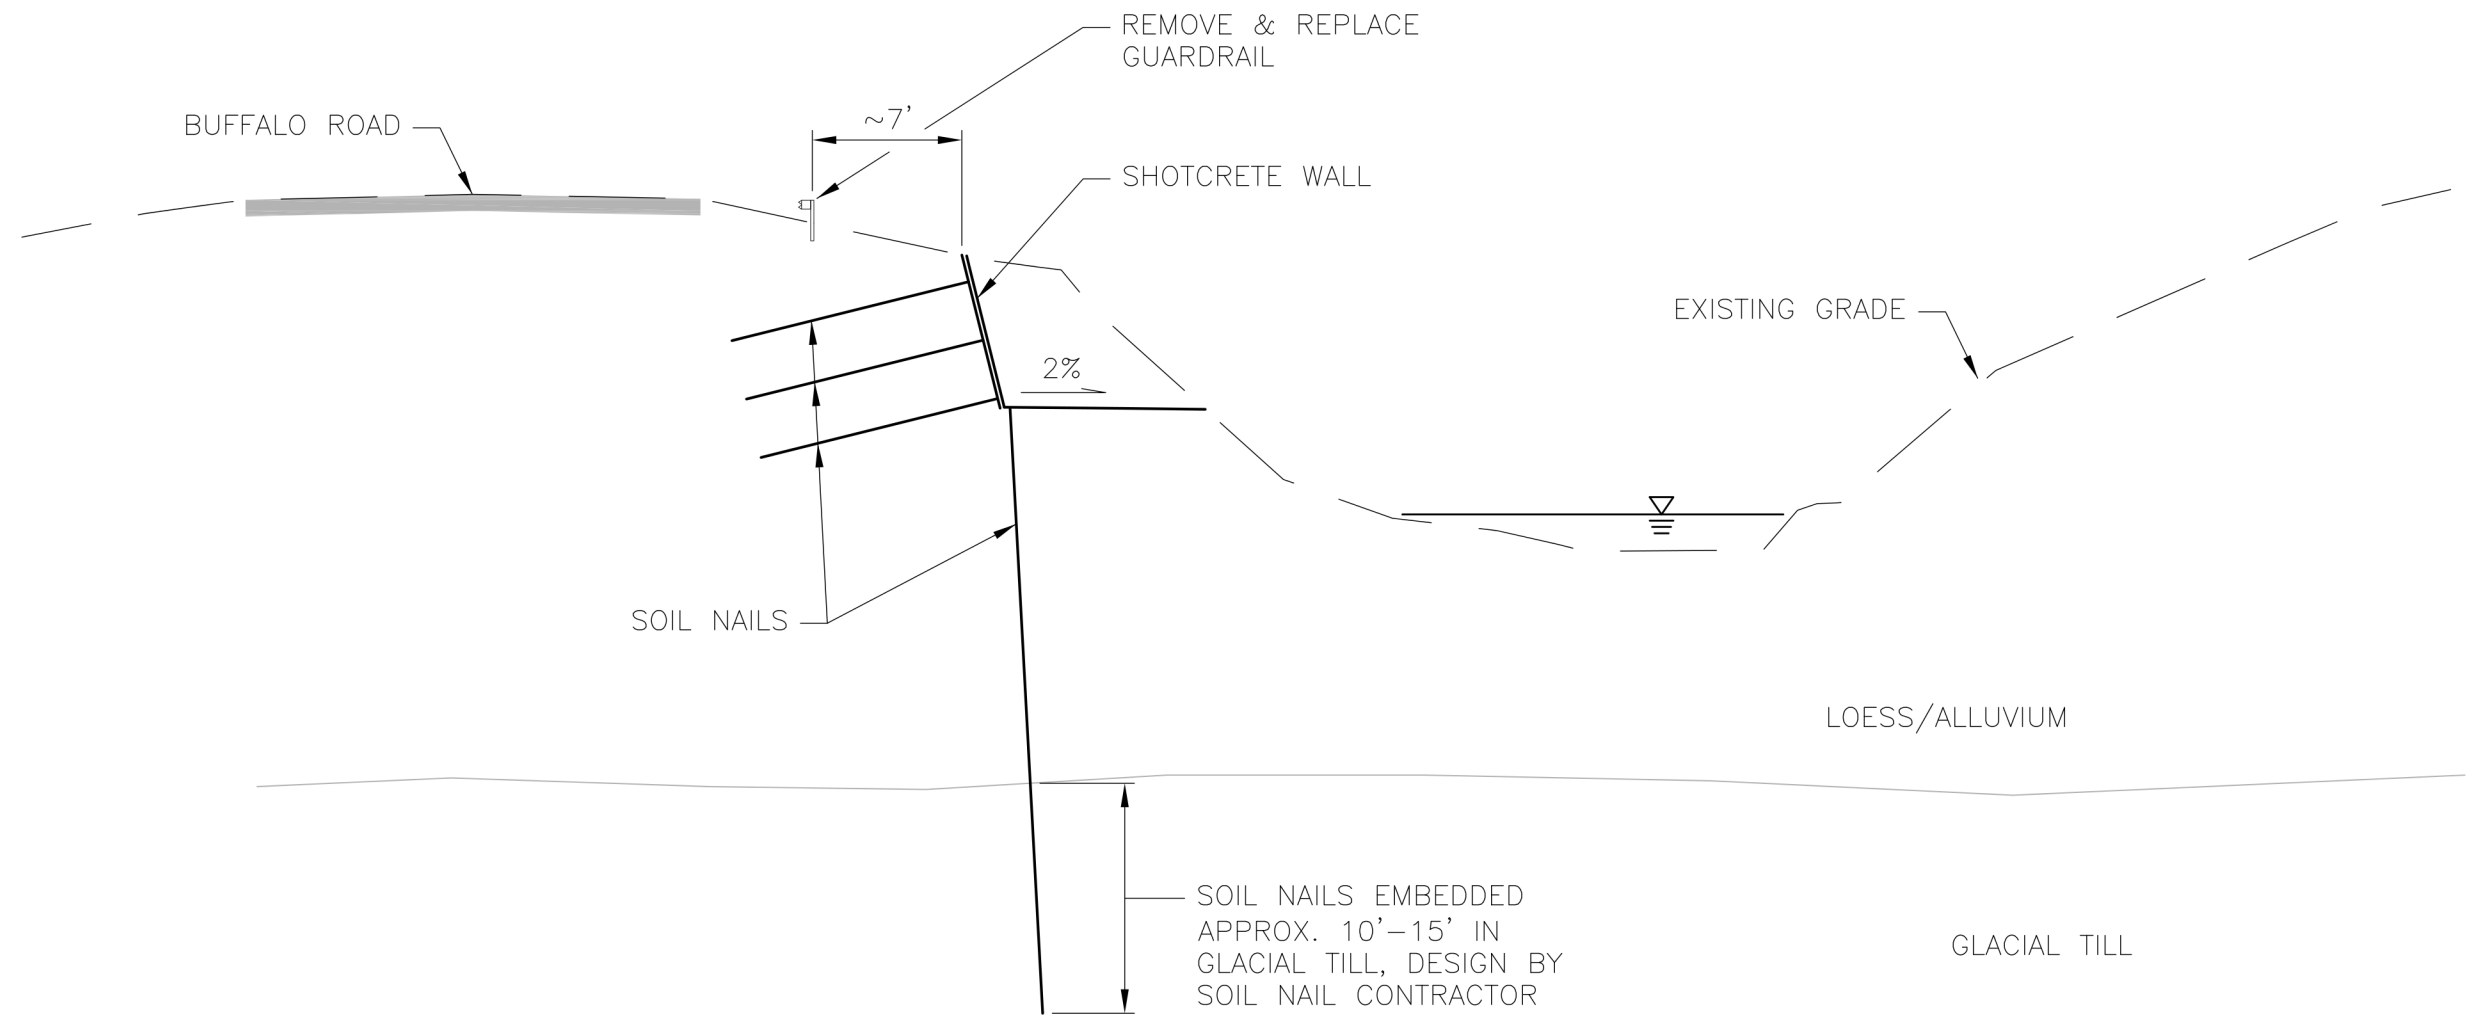 REMOVE & REPLACE
GUARDRAIL
~7'
BUFFALO ROAD
SHOTCRETE WALL
EXISTING GRADE
2%
SOIL NAILS
LOESS/ALLUVIUM
SOIL NAILS EMBEDDED
APPROX. 10'-15' IN
GLACIAL TILL, DESIGN BY
SOIL NAIL CONTRACTOR
GLACIAL TILL